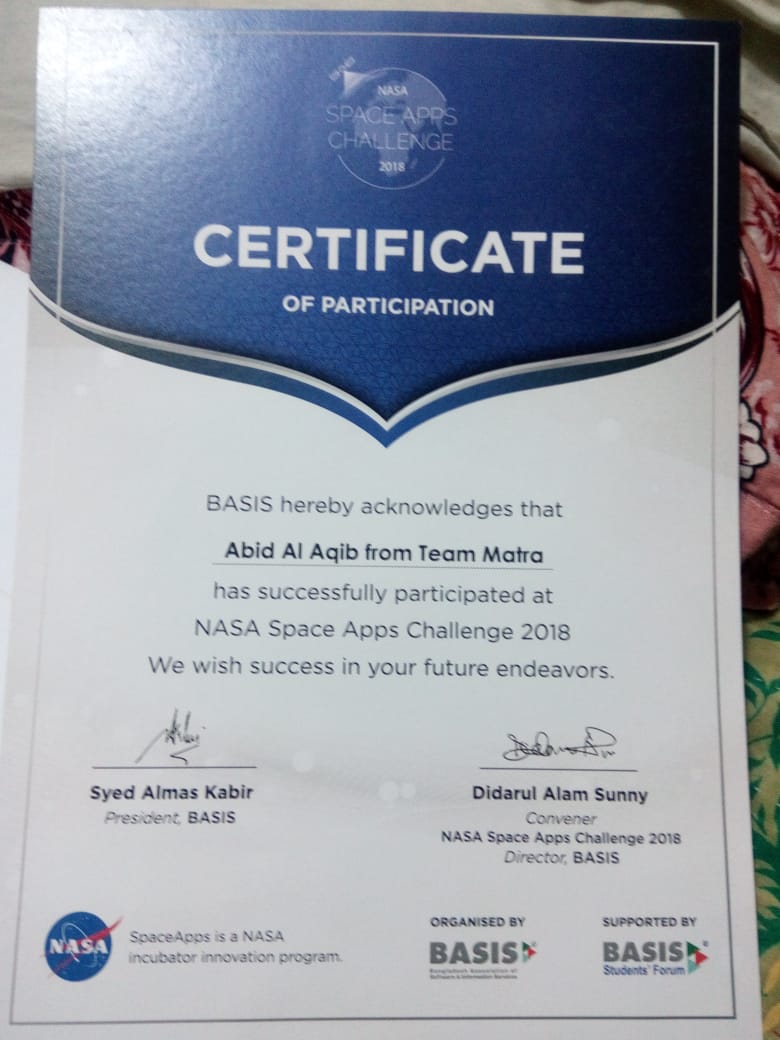 NASA
SPACE APPS
CHALLENGE
2018
CERTIFICATE
OF PARTICIPATION
BASIS hereby acknowledges that
Abid Al Aqib from Team Matra
has successfully participated at
NASA Space Apps Challenge 2018
We wish success in your future endeavors.
Syed Almas Kabir
President, BASIS
Didarul Alam Sunny
Convener
NASA Space Apps Challenge 2018
Director, BASIS
NASA
SpaceApps is a NASA
incubator innovation program.
ORGANISED BY
BASIS
Bangladesh Association of
Software & Information Services
SUPPORTED BY
BASIS
Students' Forum